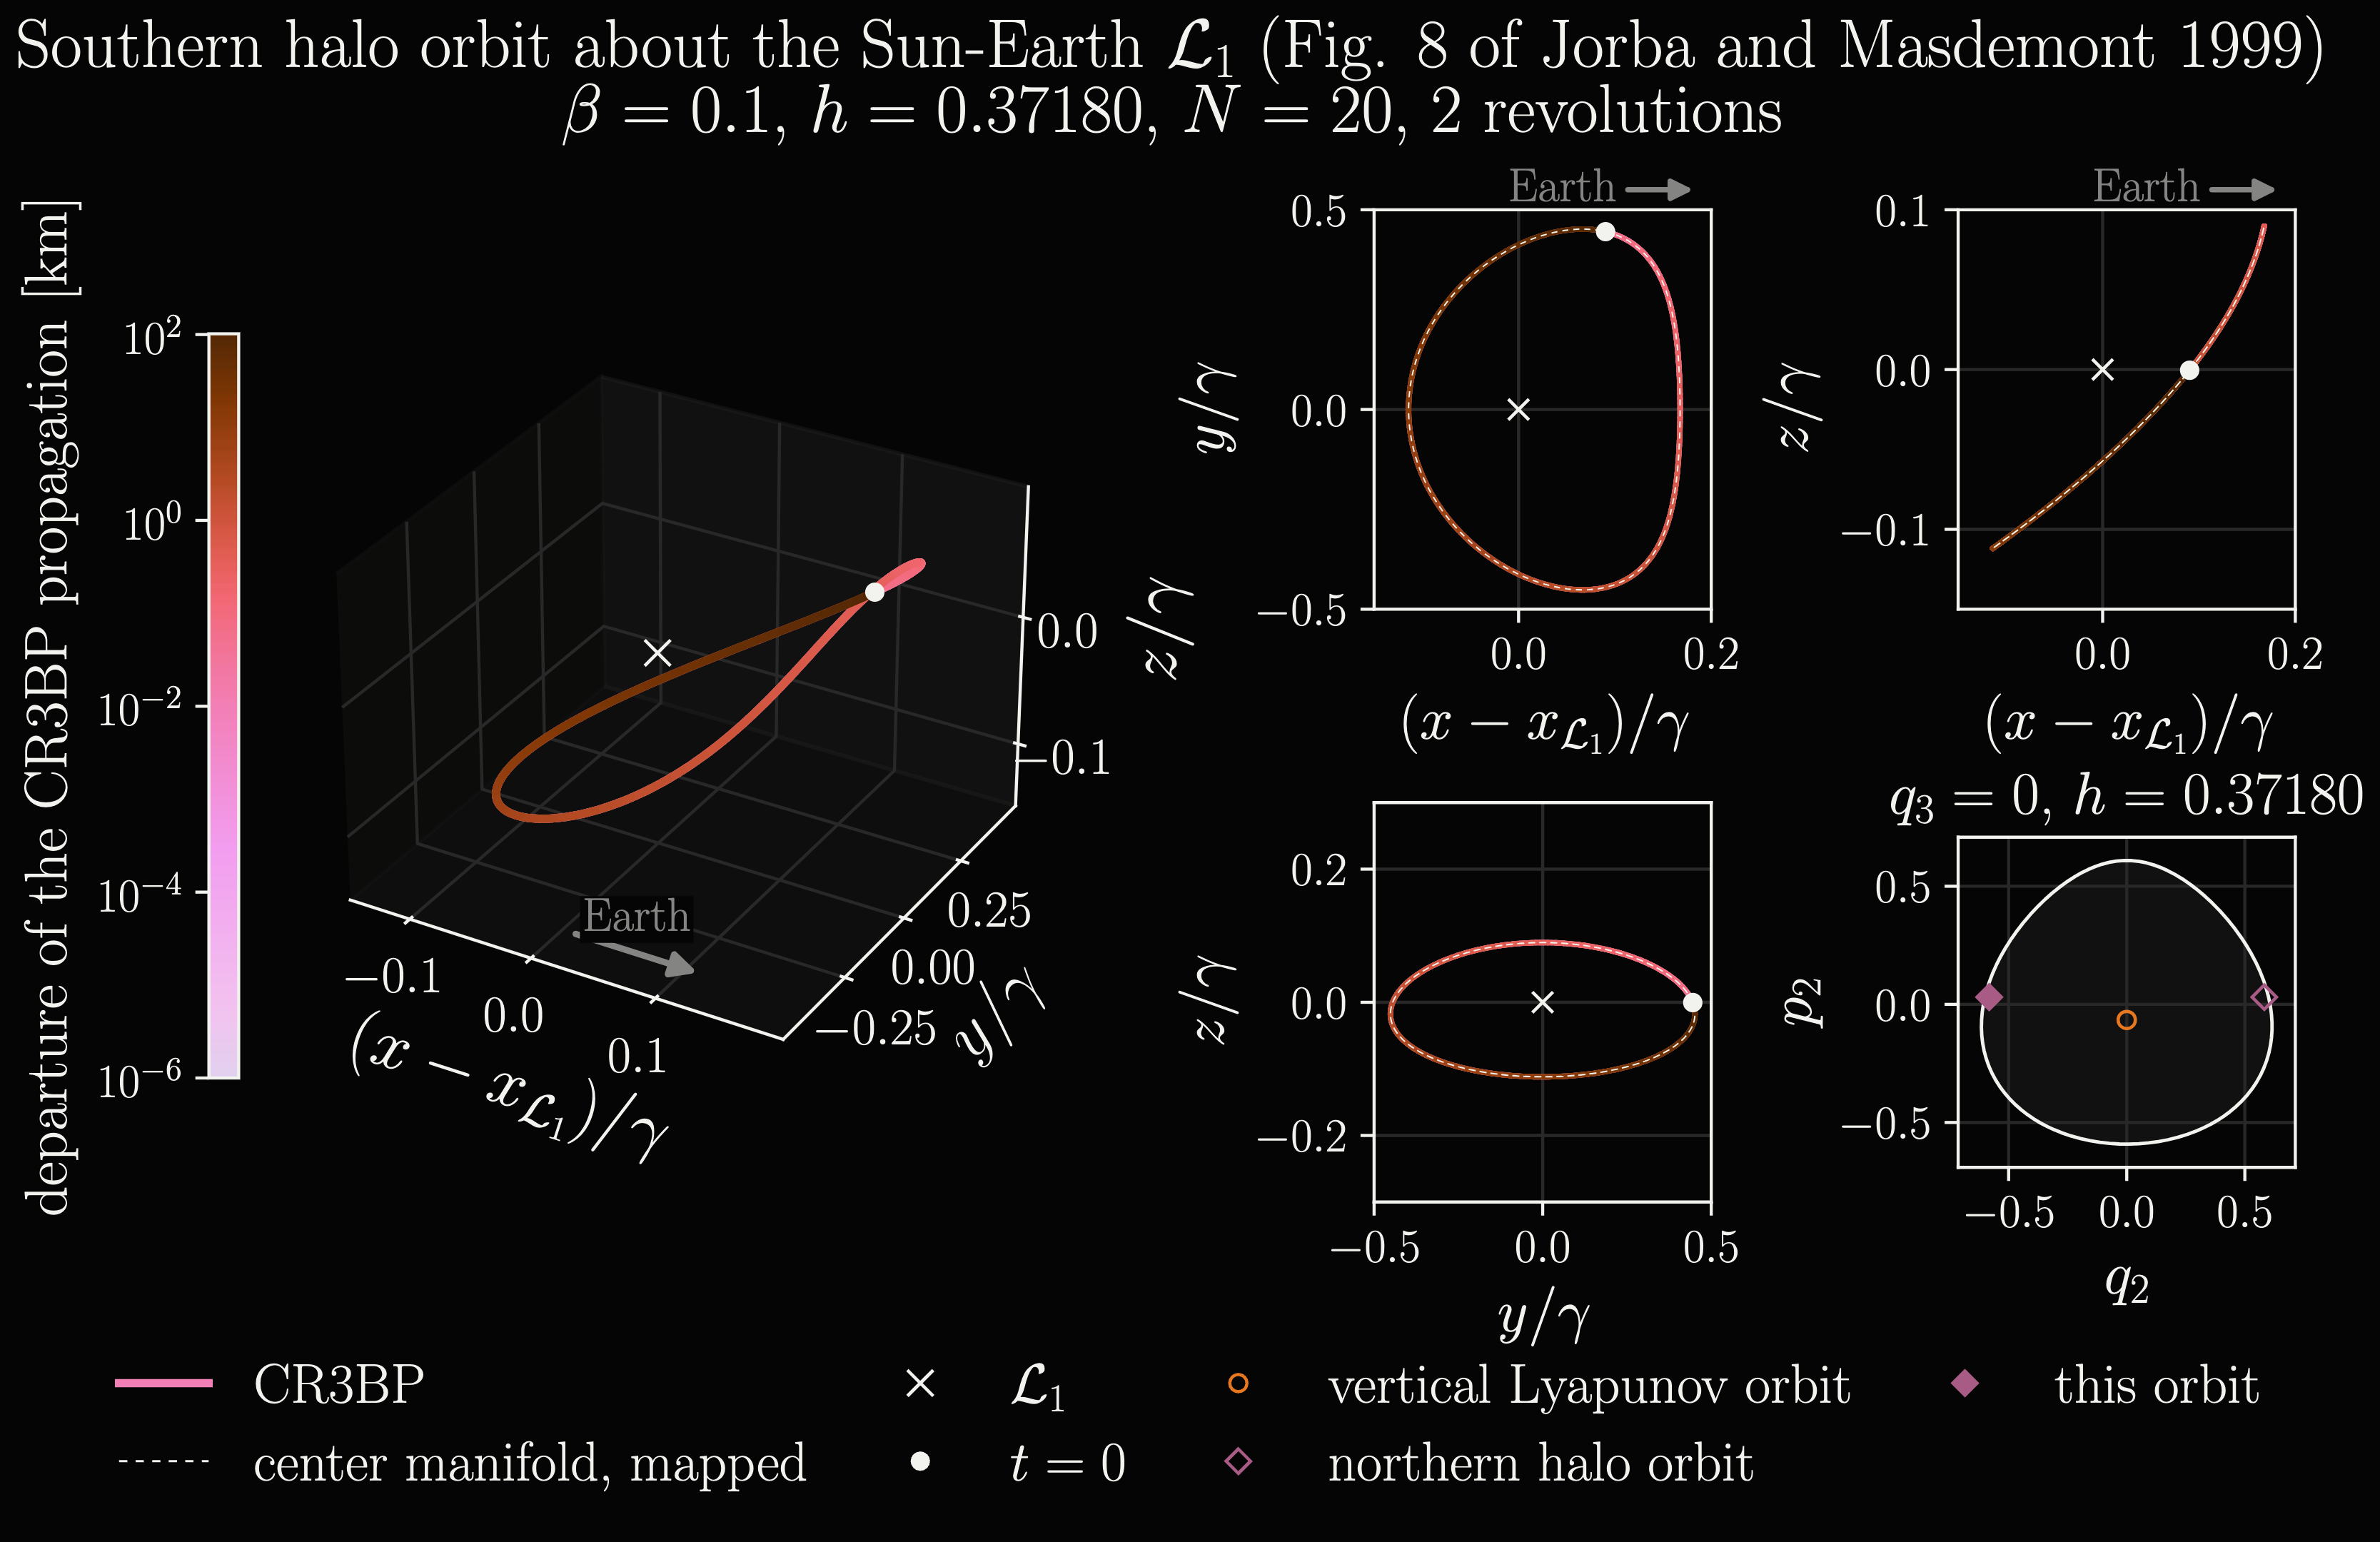 Southern halo orbit about the Sun-Earth ℒ₁ (Fig. 8 of Jorba and Masdemont 1999)
β = 0.1, h = 0.37180, N = 20, 2 revolutions
departure of the CR3BP propagation [km]
10²
10⁰
10⁻²
10⁻⁴
10⁻⁶
0.0
−0.1
z/γ
Earth
−0.1
0.0
0.1
(x − x_ℒ₁)/γ
0.25
0.00
−0.25
y/γ
Earth
0.5
0.0
−0.5
y/γ
0.0
0.2
(x − x_ℒ₁)/γ
Earth
0.1
0.0
−0.1
z/γ
0.0
0.2
(x − x_ℒ₁)/γ
0.2
0.0
−0.2
z/γ
−0.5
0.0
0.5
y/γ
q₃ = 0, h = 0.37180
0.5
0.0
−0.5
p₂
−0.5
0.0
0.5
q₂
CR3BP
center manifold, mapped
ℒ₁
t = 0
vertical Lyapunov orbit
northern halo orbit
this orbit